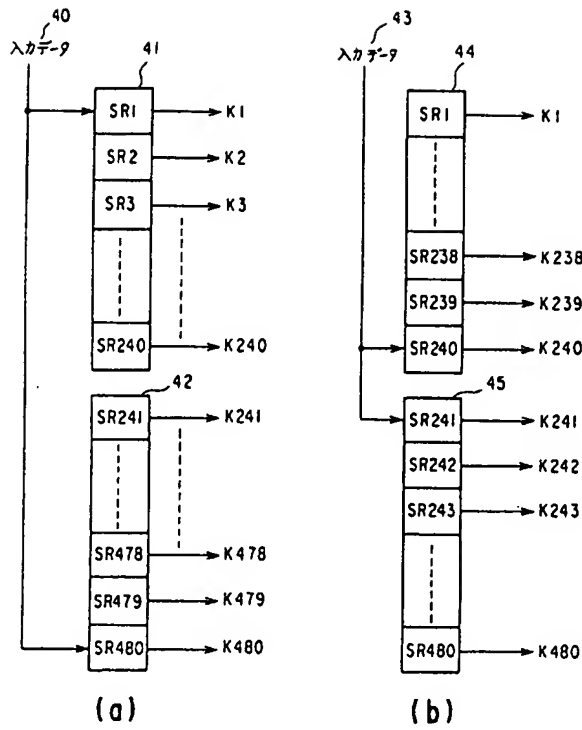 40
入力データ
41
SR1
K1
SR2
K2
SR3
K3
SR240
K240
42
SR241
K241
SR478
K478
SR479
K479
SR480
K480
(a)
43
入力データ
44
SR1
K1
SR238
K238
SR239
K239
SR240
K240
45
SR241
K241
SR242
K242
SR243
K243
SR480
K480
(b)